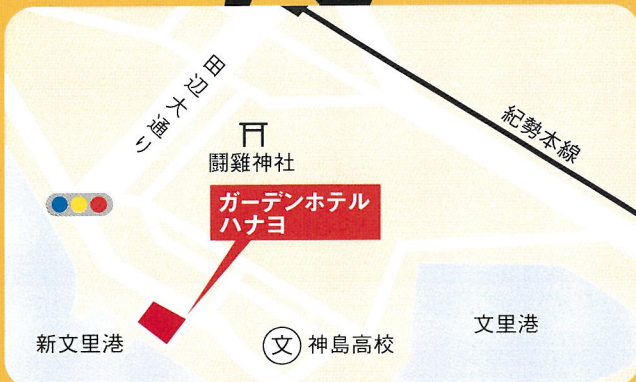 田辺大通り
紀勢本線
鬪雞神社
ガーデンホテル
ハナヨ
新文里港
文 神島高校
文里港